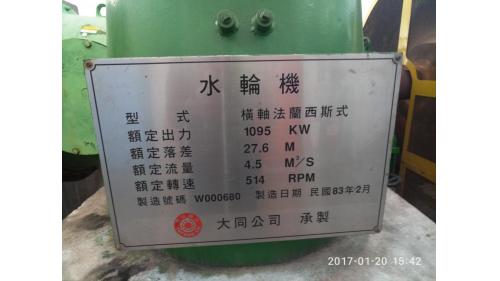 水輪機
型式 橫軸法蘭西斯式
額定出力 1095 KW
額定落差 27.6 M
額定流量 4.5 M³/S
額定轉速 514 RPM
製造號碼 W000680 製造日期 民國83年2月
大同公司 承製
2017-01-20 15:42